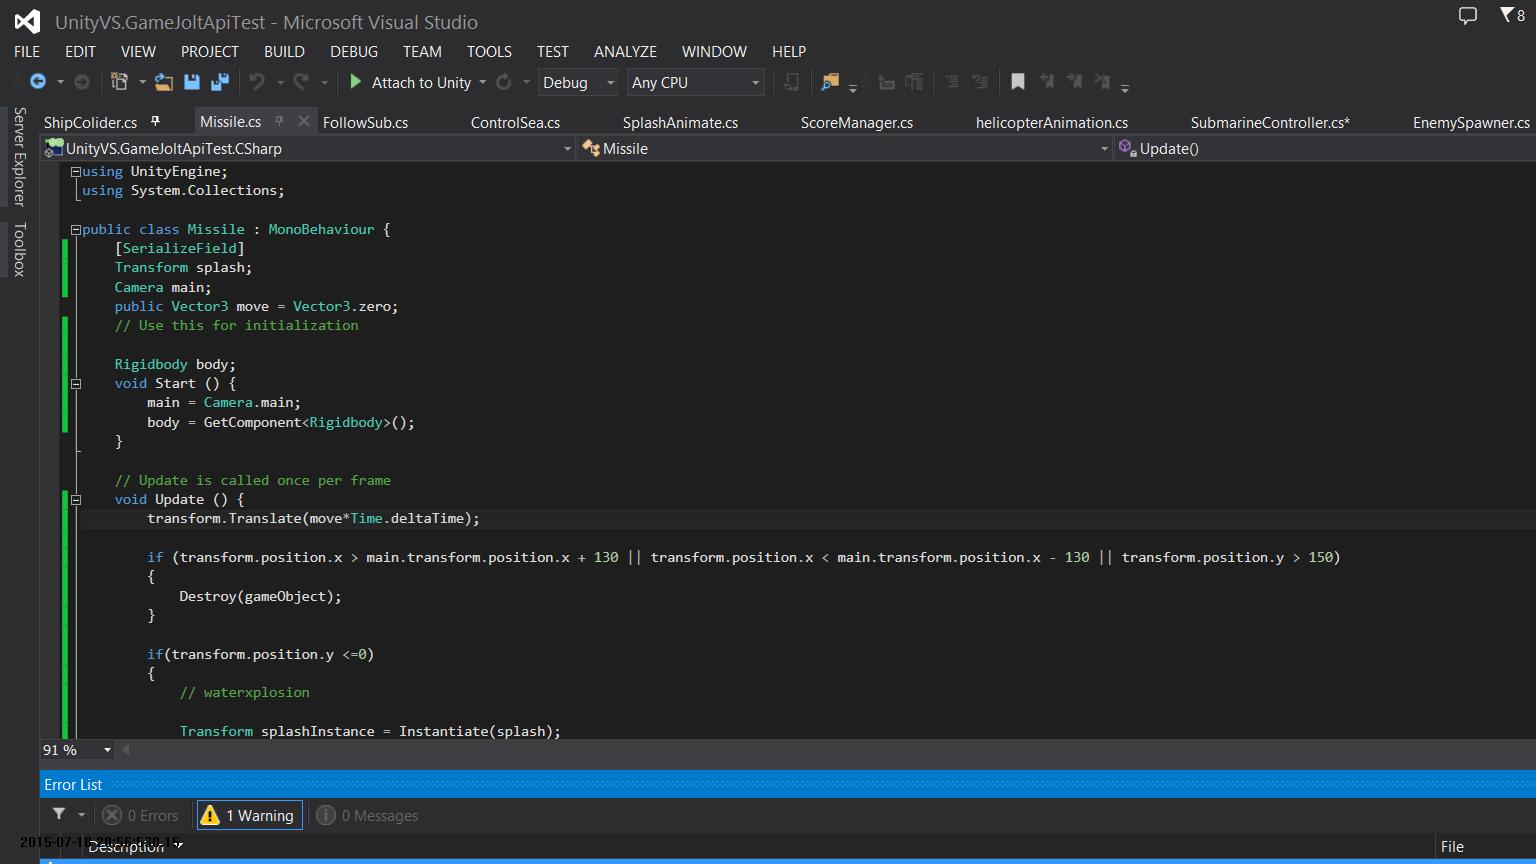 UnityVS.GameJoltApiTest - Microsoft Visual Studio
8
FILE EDIT VIEW PROJECT BUILD DEBUG TEAM TOOLS TEST ANALYZE WINDOW HELP
Attach to Unity Debug Any CPU
Server Explorer
Toolbox
ShipColider.cs Missile.cs FollowSub.cs ControlSea.cs SplashAnimate.cs ScoreManager.cs helicopterAnimation.cs SubmarineController.cs* EnemySpawner.cs
UnityVS.GameJoltApiTest.CSharp Missile Update()
using UnityEngine;
using System.Collections;
public class Missile : MonoBehaviour {
[SerializeField]
Transform splash;
Camera main;
public Vector3 move = Vector3.zero;
// Use this for initialization
Rigidbody body;
void Start () {
main = Camera.main;
body = GetComponent<Rigidbody>();
}
// Update is called once per frame
void Update () {
transform.Translate(move*Time.deltaTime);
if (transform.position.x > main.transform.position.x + 130 || transform.position.x < main.transform.position.x - 130 || transform.position.y > 150)
{
Destroy(gameObject);
}
if(transform.position.y <=0)
{
// waterxplosion
Transform splashInstance = Instantiate(splash);
91 %
Error List
0 Errors 1 Warning 0 Messages
Description File